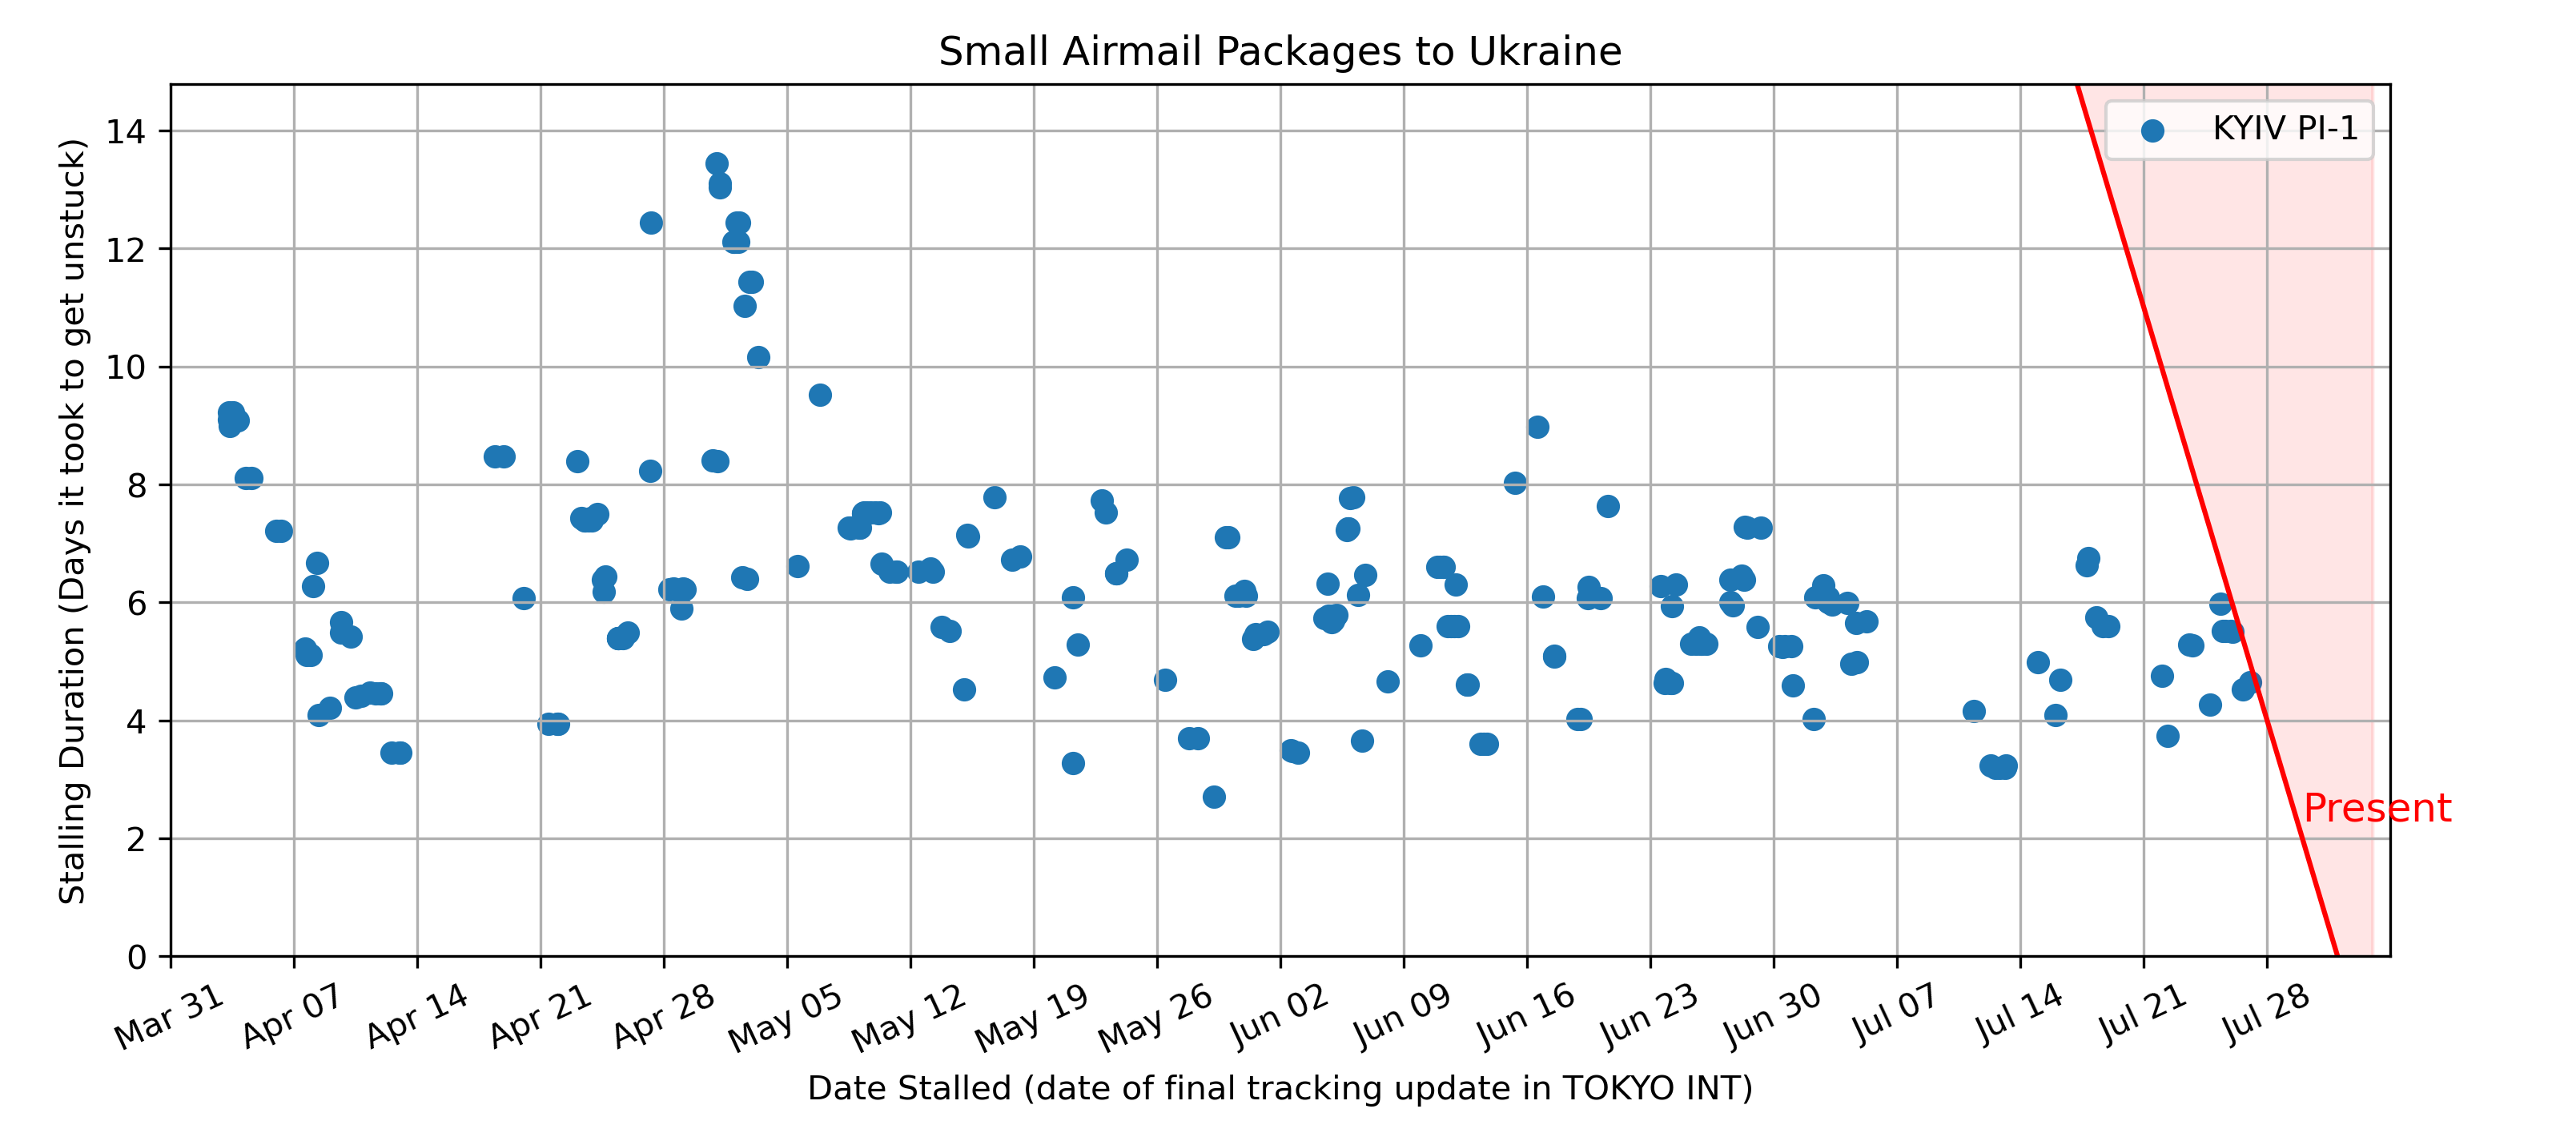 Small Airmail Packages to Ukraine
KYIV PI-1
Stalling Duration (Days it took to get unstuck)
14
12
10
8
6
4
2
0
Present
Mar 31
Apr 07
Apr 14
Apr 21
Apr 28
May 05
May 12
May 19
May 26
Jun 02
Jun 09
Jun 16
Jun 23
Jun 30
Jul 07
Jul 14
Jul 21
Jul 28
Date Stalled (date of final tracking update in TOKYO INT)